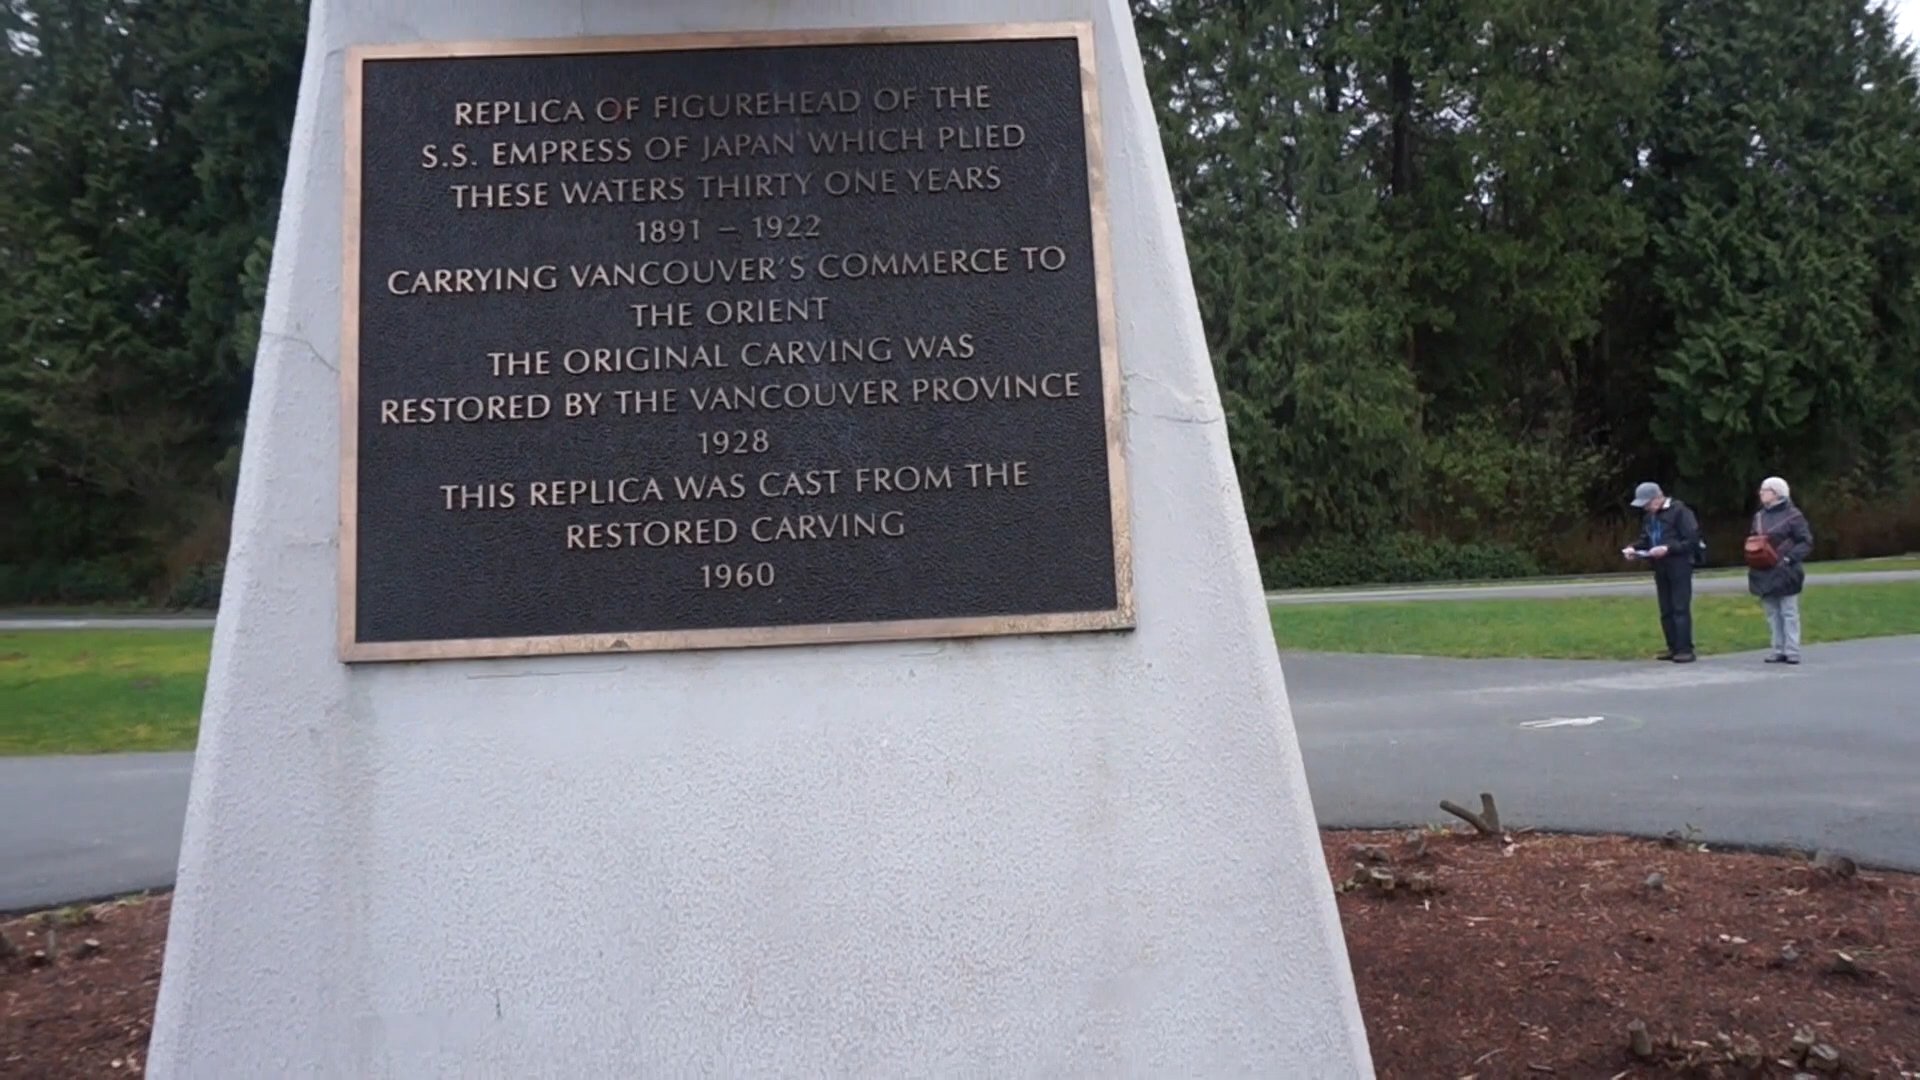 REPLICA OF FIGUREHEAD OF THE
S.S. EMPRESS OF JAPAN WHICH PLIED
THESE WATERS THIRTY ONE YEARS
1891 – 1922
CARRYING VANCOUVER'S COMMERCE TO
THE ORIENT
THE ORIGINAL CARVING WAS
RESTORED BY THE VANCOUVER PROVINCE
1928
THIS REPLICA WAS CAST FROM THE
RESTORED CARVING
1960